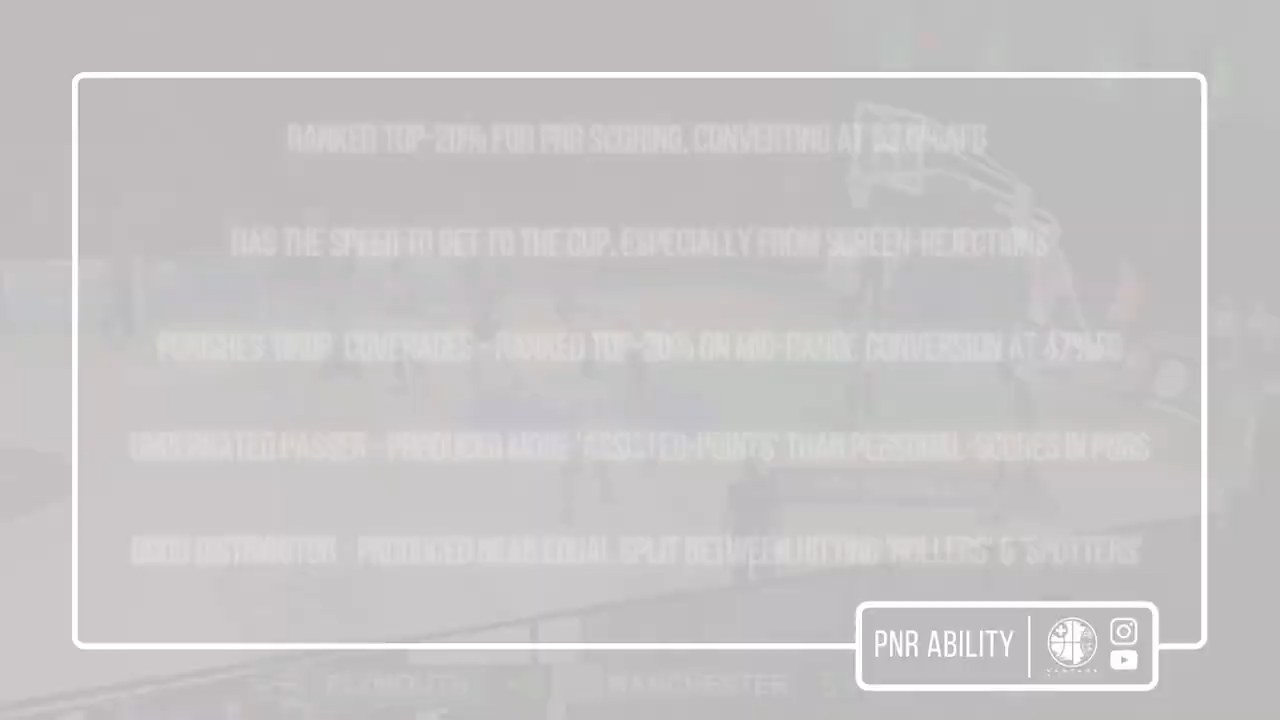 RANKED TOP-20% FOR PNR SCORING, CONVERTING AT
HAS THE SPEED TO GET TO THE CUP, ESPECIALLY FROM SCREEN-REJECTIONS
PUNISHES 'DROP' COVERAGES - RANKED TOP-20% ON MID-RANGE CONVERSION AT
UNDERRATED PASSER - PRODUCED MORE 'ASSISTED-POINTS' THAN PERSONAL-SCORES IN PNRS
GOOD DISTRIBUTOR - PRODUCED NEAR EQUAL SPLIT BETWEEN HITTING 'ROLLERS' & 'SPOTTERS'
PNR ABILITY
PLYMOUTH MANCHESTER